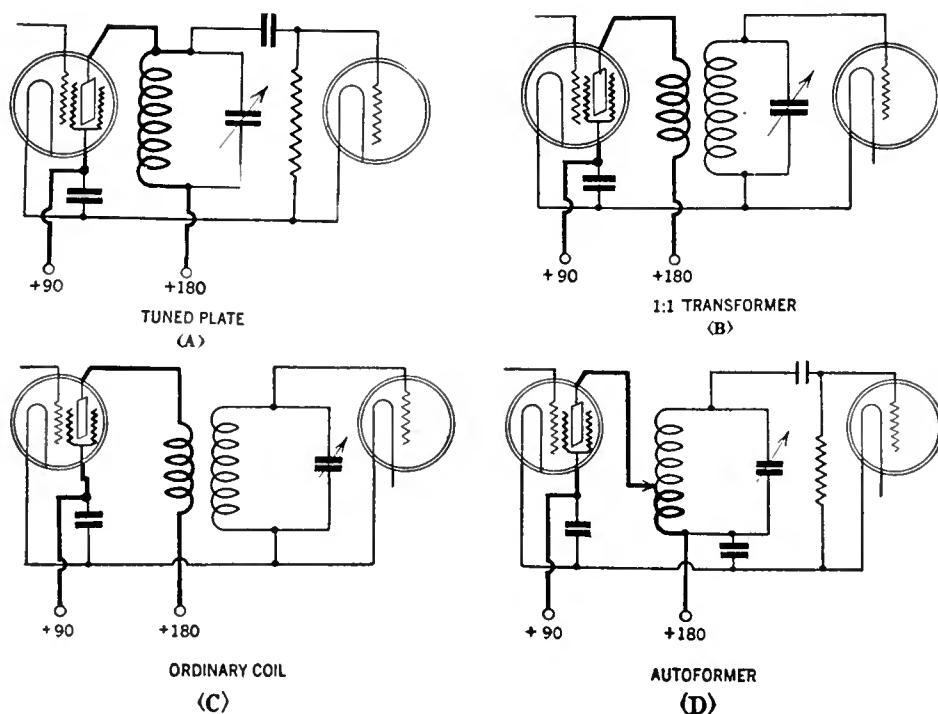 +90
+180
TUNED PLATE
(A)
+90
+180
1:1 TRANSFORMER
(B)
+90
+180
ORDINARY COIL
(C)
+90
+180
AUTOFORMER
(D)